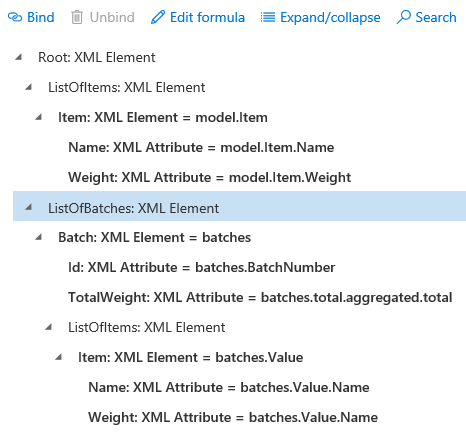 Bind Unbind Edit formula Expand/collapse Search
Root: XML Element
ListOfItems: XML Element
Item: XML Element = model.Item
Name: XML Attribute = model.Item.Name
Weight: XML Attribute = model.Item.Weight
ListOfBatches: XML Element
Batch: XML Element = batches
Id: XML Attribute = batches.BatchNumber
TotalWeight: XML Attribute = batches.total.aggregated.total
ListOfItems: XML Element
Item: XML Element = batches.Value
Name: XML Attribute = batches.Value.Name
Weight: XML Attribute = batches.Value.Name